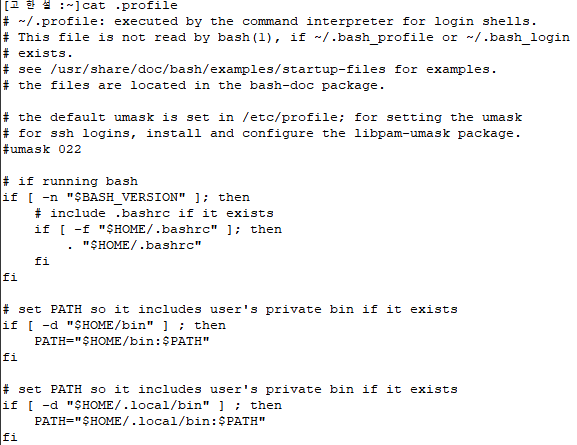 [고 한 설 :~]cat .profile
# ~/.profile: executed by the command interpreter for login shells.
# This file is not read by bash(1), if ~/.bash_profile or ~/.bash_login
# exists.
# see /usr/share/doc/bash/examples/startup-files for examples.
# the files are located in the bash-doc package.

# the default umask is set in /etc/profile; for setting the umask
# for ssh logins, install and configure the libpam-umask package.
#umask 022

# if running bash
if [ -n "$BASH_VERSION" ]; then
    # include .bashrc if it exists
    if [ -f "$HOME/.bashrc" ]; then
        . "$HOME/.bashrc"
    fi
fi

# set PATH so it includes user's private bin if it exists
if [ -d "$HOME/bin" ] ; then
    PATH="$HOME/bin:$PATH"
fi

# set PATH so it includes user's private bin if it exists
if [ -d "$HOME/.local/bin" ] ; then
    PATH="$HOME/.local/bin:$PATH"
fi